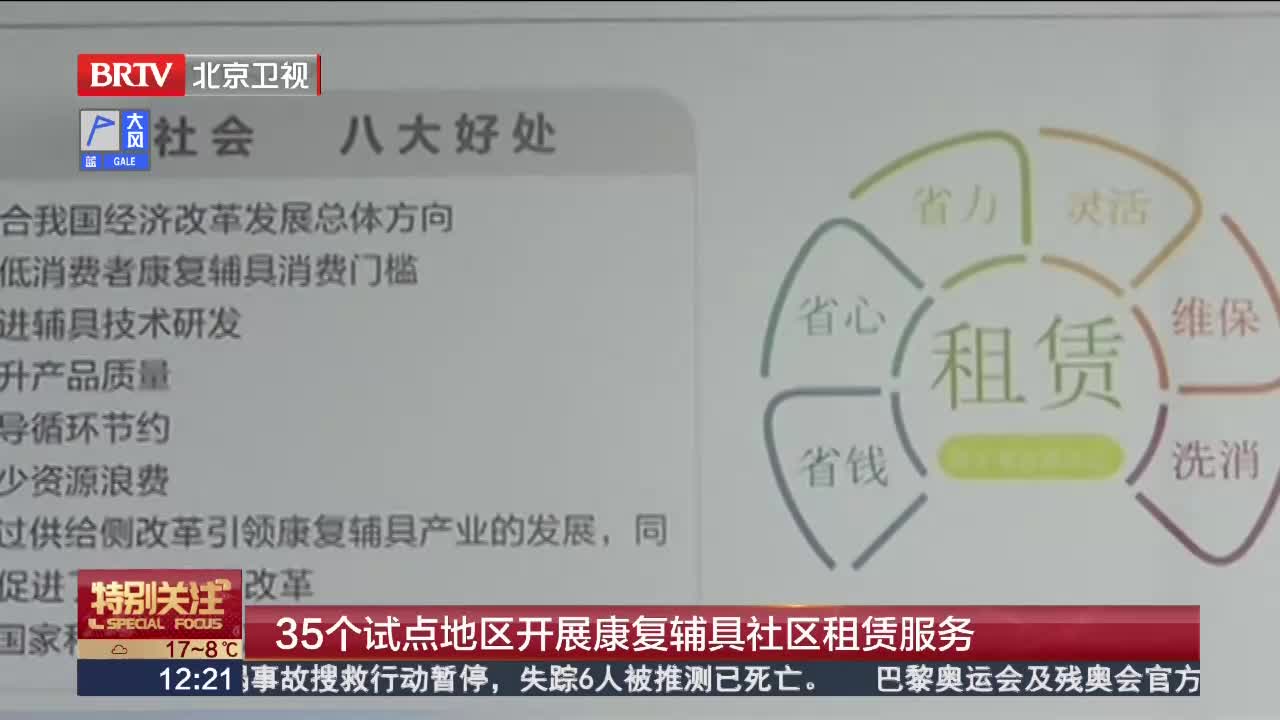 BRTV 北京卫视
大风
蓝 GALE
社会 八大好处
合我国经济改革发展总体方向
低消费者康复辅具消费门槛
进辅具技术研发
升产品质量
导循环节约
少资源浪费
过供给侧改革引领康复辅具产业的发展，同
促进
改革
国家
省力
灵活
省心
维保
租赁
省钱
洗消
特别关注
SPECIAL FOCUS
17~8℃
35个试点地区开展康复辅具社区租赁服务
12:21
事故搜救行动暂停，失踪6人被推测已死亡。 巴黎奥运会及残奥会官方